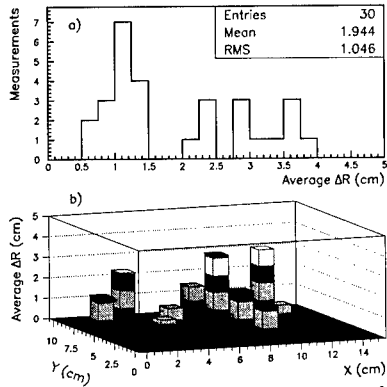 Measurements
7
6
5
4
3
2
1
0
a)
Entries 30
Mean 1.944
RMS 1.046
0 0.5 1 1.5 2 2.5 3 3.5 4 4.5 5
Average ΔR (cm)
b)
Average ΔR (cm)
5
4
3
2
1
0
10
7.5
5
2.5
0
Y (cm)
0 2 4 6 8 10 12 14
X (cm)